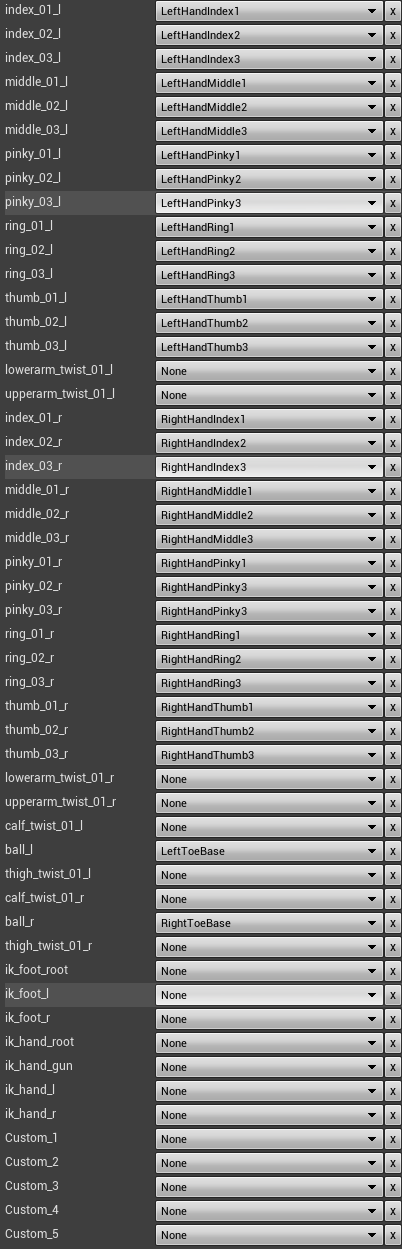 index_01_l LeftHandIndex1 x
index_02_l LeftHandIndex2 x
index_03_l LeftHandIndex3 x
middle_01_l LeftHandMiddle1 x
middle_02_l LeftHandMiddle2 x
middle_03_l LeftHandMiddle3 x
pinky_01_l LeftHandPinky1 x
pinky_02_l LeftHandPinky2 x
pinky_03_l LeftHandPinky3 x
ring_01_l LeftHandRing1 x
ring_02_l LeftHandRing2 x
ring_03_l LeftHandRing3 x
thumb_01_l LeftHandThumb1 x
thumb_02_l LeftHandThumb2 x
thumb_03_l LeftHandThumb3 x
lowerarm_twist_01_l None x
upperarm_twist_01_l None x
index_01_r RightHandIndex1 x
index_02_r RightHandIndex2 x
index_03_r RightHandIndex3 x
middle_01_r RightHandMiddle1 x
middle_02_r RightHandMiddle2 x
middle_03_r RightHandMiddle3 x
pinky_01_r RightHandPinky1 x
pinky_02_r RightHandPinky3 x
pinky_03_r RightHandPinky3 x
ring_01_r RightHandRing1 x
ring_02_r RightHandRing2 x
ring_03_r RightHandRing3 x
thumb_01_r RightHandThumb1 x
thumb_02_r RightHandThumb2 x
thumb_03_r RightHandThumb3 x
lowerarm_twist_01_r None x
upperarm_twist_01_r None x
calf_twist_01_l None x
ball_l LeftToeBase x
thigh_twist_01_l None x
calf_twist_01_r None x
ball_r RightToeBase x
thigh_twist_01_r None x
ik_foot_root None x
ik_foot_l None x
ik_foot_r None x
ik_hand_root None x
ik_hand_gun None x
ik_hand_l None x
ik_hand_r None x
Custom_1 None x
Custom_2 None x
Custom_3 None x
Custom_4 None x
Custom_5 None x